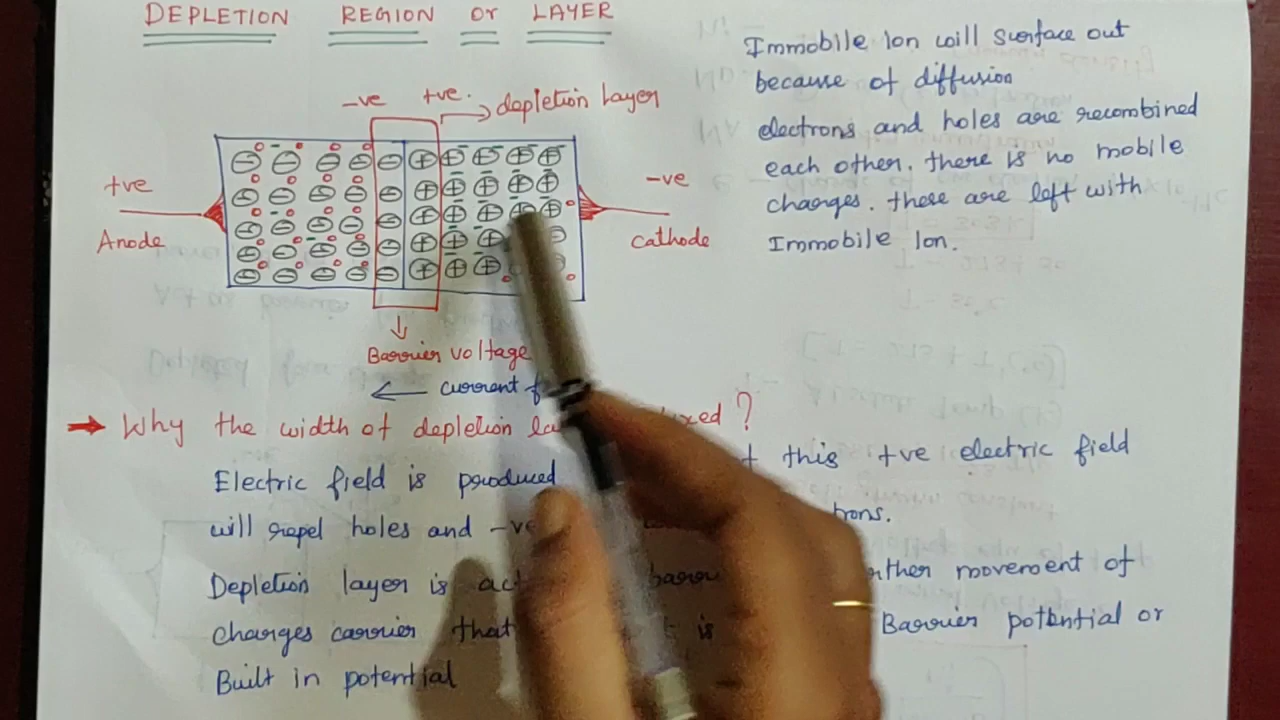 DEPLETION REGION or LAYER
-ve +ve. → depletion layer
+ve
Anode
-ve
cathode
Barrier voltage
← current
Immobile Ion will surface out
because of diffusion
electrons and holes are recombined
each other. there is no mobile
charges. these are left with
Immobile Ion.
→ Why the width of depletion ?
Electric field is produced this +ve electric field
will repel holes and -ve
Depletion layer is movement of
charges carrier that is Barrier potential or
Built in potential